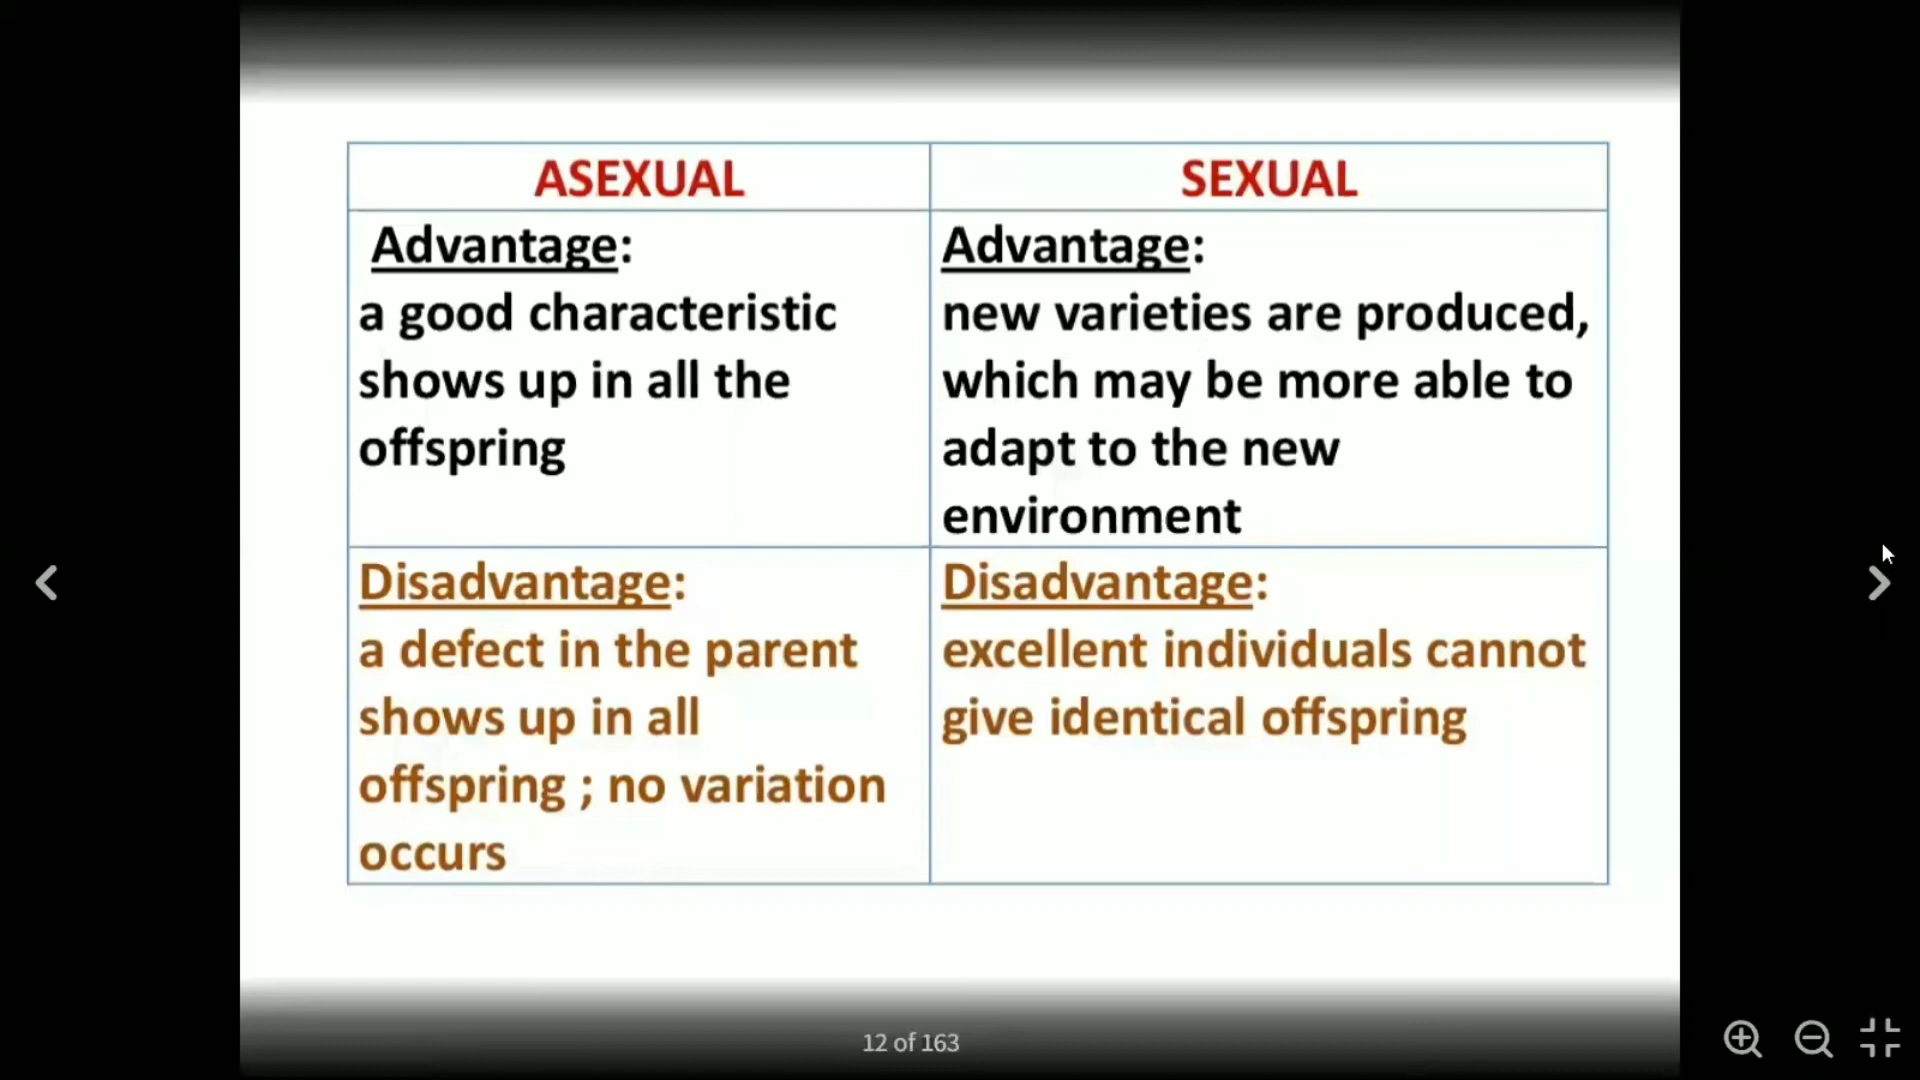 ASEXUAL
SEXUAL
Advantage:
a good characteristic
shows up in all the
offspring
Advantage:
new varieties are produced,
which may be more able to
adapt to the new
environment
Disadvantage:
a defect in the parent
shows up in all
offspring ; no variation
occurs
Disadvantage:
excellent individuals cannot
give identical offspring
12 of 163